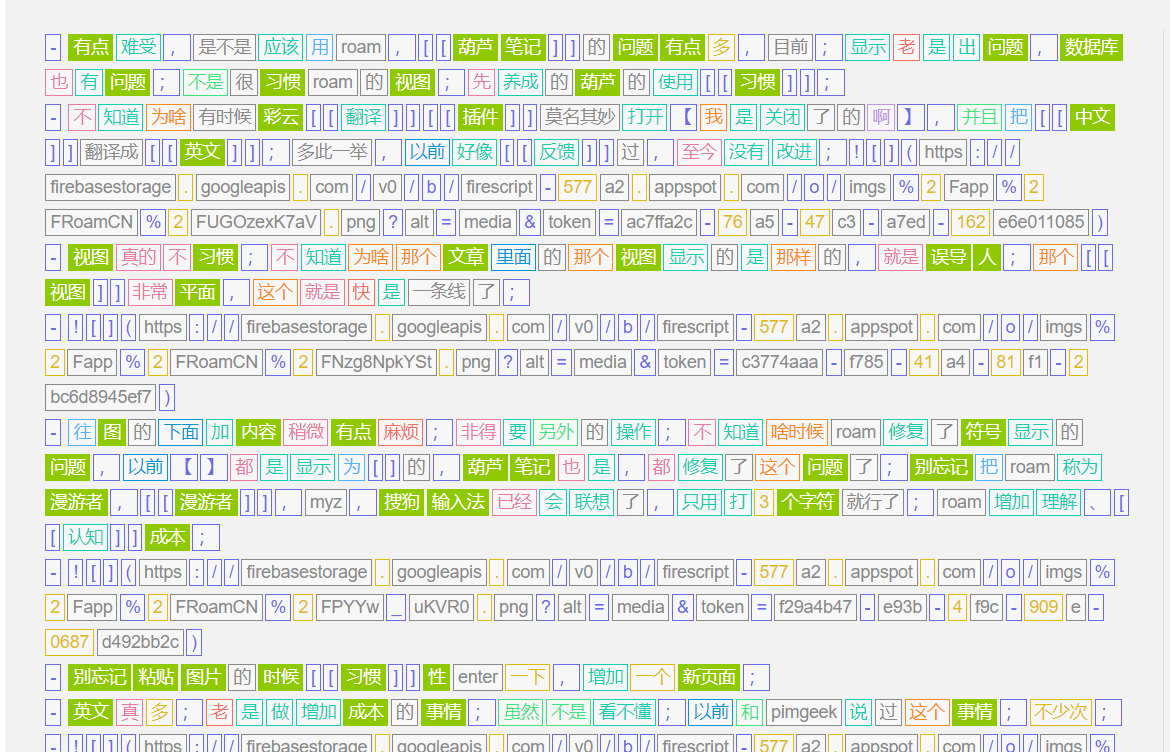 - 有点 难受 ， 是不是 应该 用 roam ， [ [ 葫芦 笔记 ] ] 的 问题 有点 多 ， 目前 ； 显示 老 是 出 问题 ， 数据库
也 有 问题 ； 不是 很 习惯 roam 的 视图 ； 先 养成 的 葫芦 的 使用 [ [ 习惯 ] ] ；
- 不 知道 为啥 有时候 彩云 [ [ 翻译 ] ] [ [ 插件 ] ] 莫名其妙 打开 【 我 是 关闭 了 的 啊 】 ， 并且 把 [ [ 中文
] ] 翻译成 [ [ 英文 ] ] ； 多此一举 ， 以前 好像 [ [ 反馈 ] ] 过 ， 至今 没有 改进 ； ! [ ] ( https : / /
firebasestorage . googleapis . com / v0 / b / firescript - 577 a2 . appspot . com / o / imgs % 2 Fapp % 2
FRoamCN % 2 FUGOzexK7aV . png ? alt = media & token = ac7ffa2c - 76 a5 - 47 c3 - a7ed - 162 e6e011085 )
- 视图 真的 不 习惯 ； 不 知道 为啥 那个 文章 里面 的 那个 视图 显示 的 是 那样 的 ， 就是 误导 人 ； 那个 [ [
视图 ] ] 非常 平面 ， 这个 就是 快 是 一条线 了 ；
- ! [ ] ( https : / / firebasestorage . googleapis . com / v0 / b / firescript - 577 a2 . appspot . com / o / imgs %
2 Fapp % 2 FRoamCN % 2 FNzg8NpkYSt . png ? alt = media & token = c3774aaa - f785 - 41 a4 - 81 f1 - 2
bc6d8945ef7 )
- 往 图 的 下面 加 内容 稍微 有点 麻烦 ； 非得 要 另外 的 操作 ； 不 知道 啥时候 roam 修复 了 符号 显示 的
问题 ， 以前 【 】 都 是 显示 为 [ ] 的 ， 葫芦 笔记 也 是 ， 都 修复 了 这个 问题 了 ； 别忘记 把 roam 称为
漫游者 ， [ [ 漫游者 ] ] ， myz ， 搜狗 输入法 已经 会 联想 了 ， 只用 打 3 个字符 就行了 ； roam 增加 理解 、 [
[ 认知 ] ] 成本 ；
- ! [ ] ( https : / / firebasestorage . googleapis . com / v0 / b / firescript - 577 a2 . appspot . com / o / imgs %
2 Fapp % 2 FRoamCN % 2 FPYYw _ uKVR0 . png ? alt = media & token = f29a4b47 - e93b - 4 f9c - 909 e -
0687 d492bb2c )
- 别忘记 粘贴 图片 的 时候 [ [ 习惯 ] ] 性 enter 一下 ， 增加 一个 新页面 ；
- 英文 真 多 ； 老 是 做 增加 成本 的 事情 ； 虽然 不是 看不懂 ； 以前 和 pimgeek 说 过 这个 事情 ； 不少次 ；
- ! [ ] ( https : / / firebasestorage . googleapis . com / v0 / b / firescript - 577 a2 . appspot . com / o / imgs %